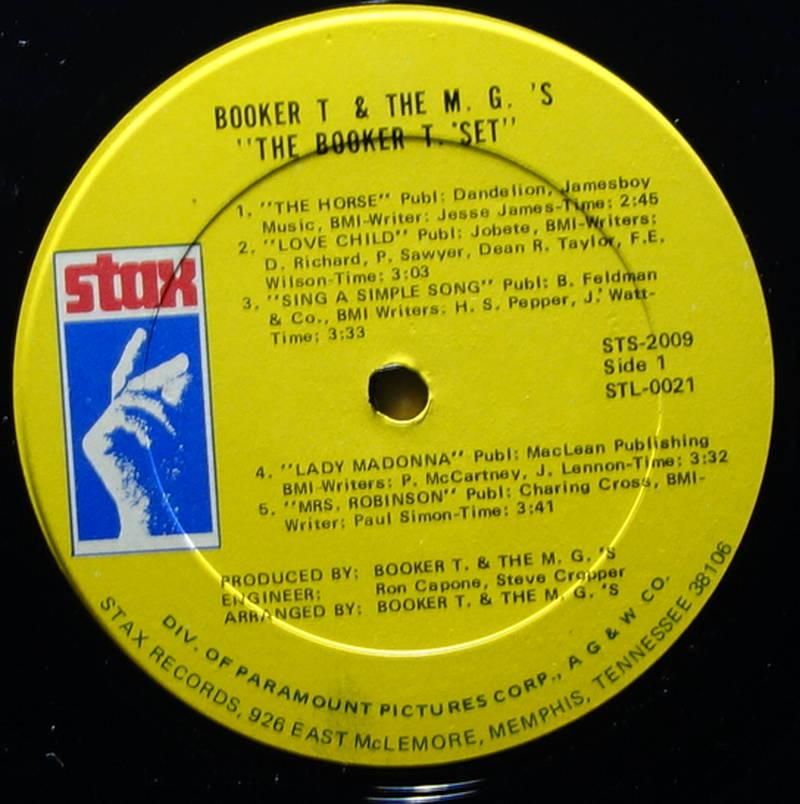 BOOKER T & THE M. G. 'S
"THE BOOKER T. SET"
1. "THE HORSE" Publ: Dandelion, Jamesboy
Music, BMI-Writer: Jesse James-Time: 2:45
2. "LOVE CHILD" Publ: Jobete, BMI-Writers:
D. Richard, P. Sawyer, Dean R. Taylor, F.E.
Wilson-Time: 3:03
3. "SING A SIMPLE SONG" Publ: B. Feldman
& Co., BMI Writers: H. S. Pepper, J. Watt-
Time: 3:33
stax
STS-2009
Side 1
STL-0021
4. "LADY MADONNA" Publ: MacLean Publishing
BMI-Writers: P. McCartney, J. Lennon-Time: 3:32
5. "MRS. ROBINSON" Publ: Charing Cross, BMI-
Writer: Paul Simon-Time: 3:41
PRODUCED BY: BOOKER T. & THE M. G. 'S
ENGINEER: Ron Capone, Steve Cropper
ARRANGED BY: BOOKER T. & THE M. G. 'S
DIV. OF PARAMOUNT PICTURES CORP., A G & W CO.
STAX RECORDS, 926 EAST McLEMORE, MEMPHIS, TENNESSEE 38106